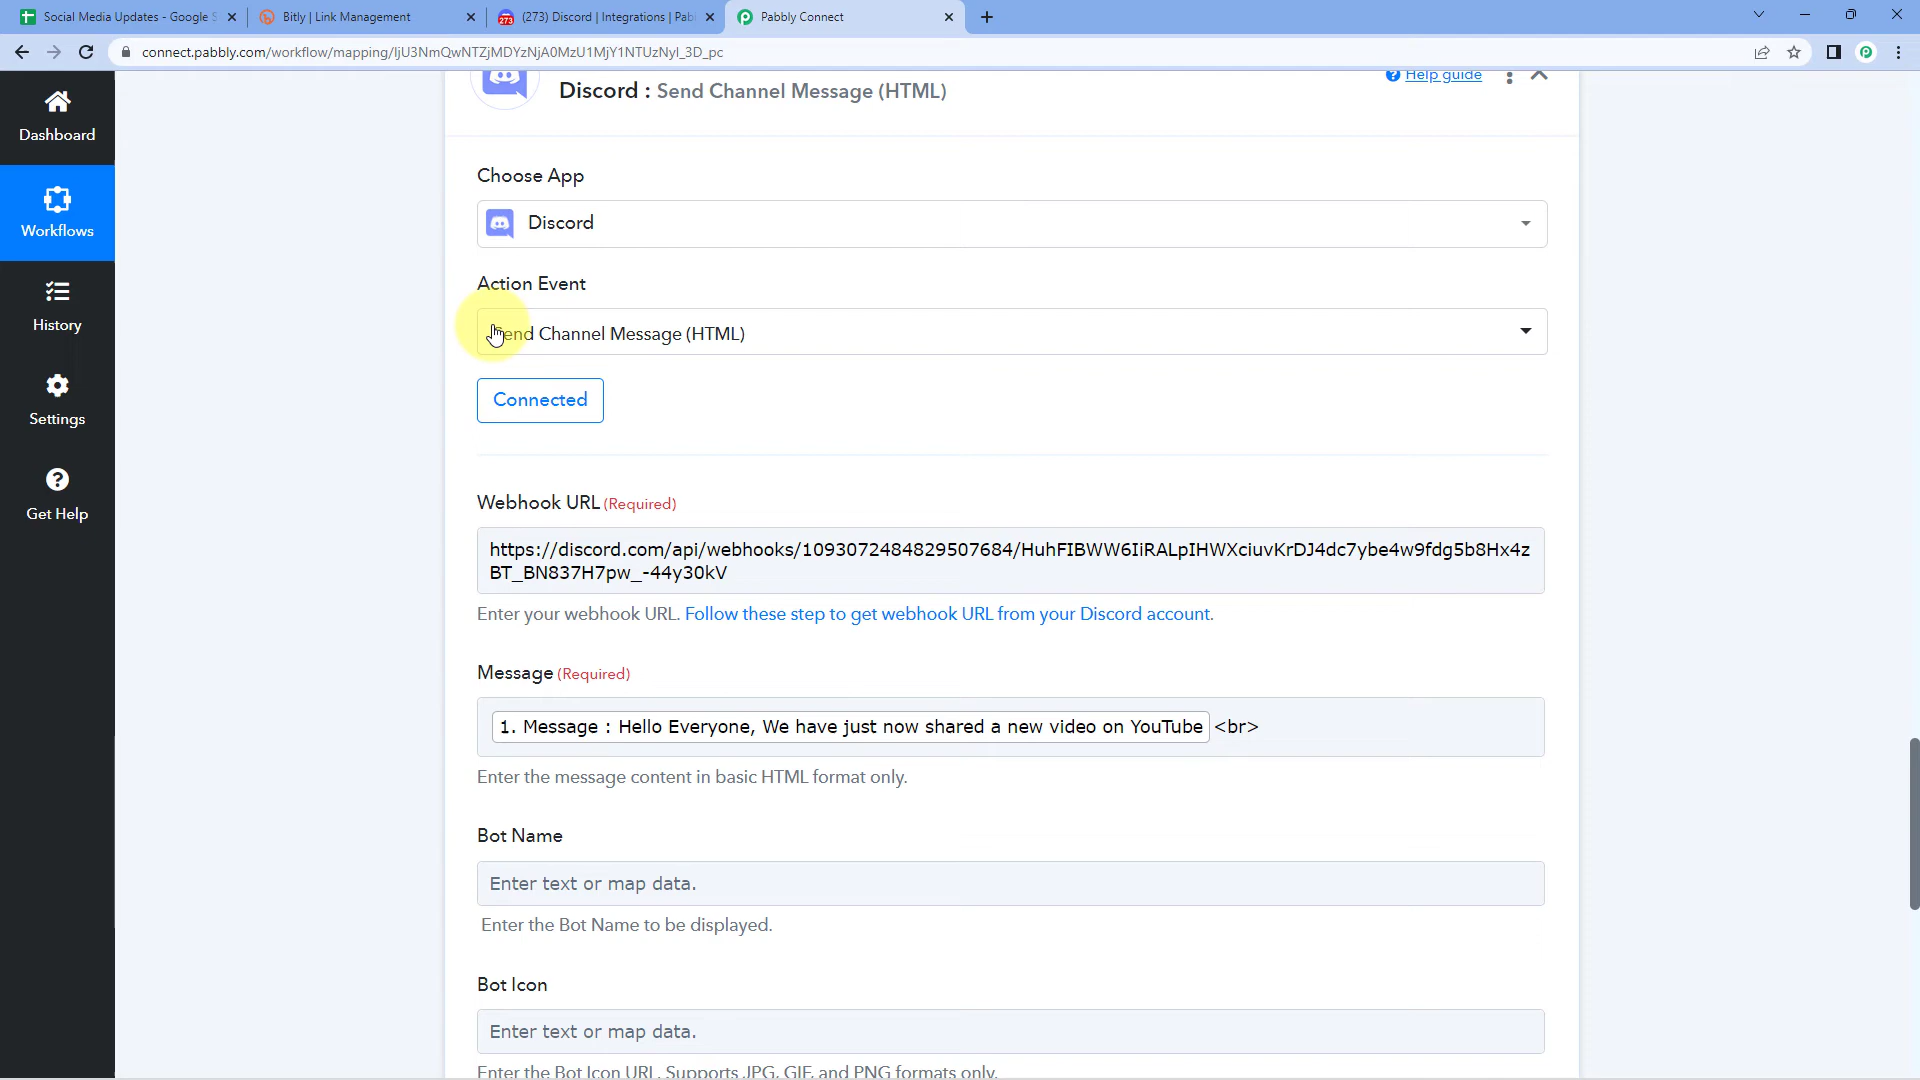 Social Media Updates - Google S
Bitly | Link Management
(273) Discord | Integrations | Pab
Pabbly Connect
connect.pabbly.com/workflow/mapping/IjU3NmQwNTZjMDYzNjA0MzU1MjY1NTUzNyI_3D_pc
Dashboard
Workflows
History
Settings
Get Help
Discord : Send Channel Message (HTML)
Help guide
Choose App
Discord
Action Event
Send Channel Message (HTML)
Connected
Webhook URL (Required)
https://discord.com/api/webhooks/1093072484829507684/HuhFIBWW6IiRALpIHWXciuvKrDJ4dc7ybe4w9fdg5b8Hx4z
BT_BN837H7pw_-44y30kV
Enter your webhook URL. Follow these step to get webhook URL from your Discord account.
Message (Required)
1. Message : Hello Everyone, We have just now shared a new video on YouTube <br>
Enter the message content in basic HTML format only.
Bot Name
Enter text or map data.
Enter the Bot Name to be displayed.
Bot Icon
Enter text or map data.
Enter the Bot Icon URL. Supports JPG, GIF, and PNG formats only.